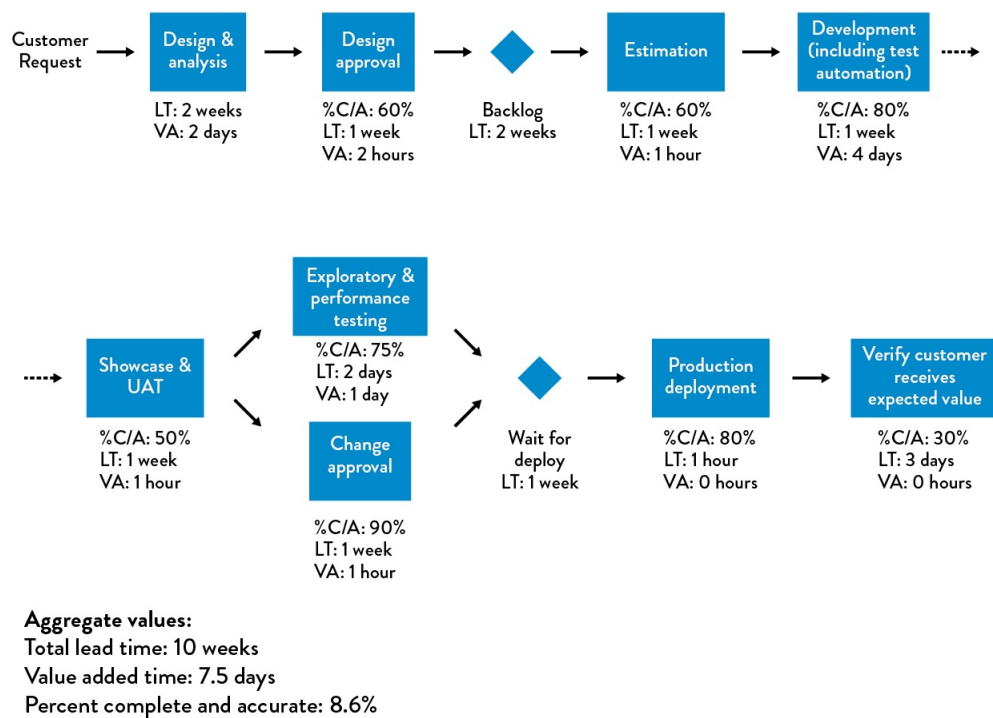 Customer
Request
Design &
analysis
LT: 2 weeks
VA: 2 days
Design
approval
%C/A: 60%
LT: 1 week
VA: 2 hours
Backlog
LT: 2 weeks
Estimation
%C/A: 60%
LT: 1 week
VA: 1 hour
Development
(including test
automation)
%C/A: 80%
LT: 1 week
VA: 4 days
Showcase &
UAT
%C/A: 50%
LT: 1 week
VA: 1 hour
Exploratory &
performance
testing
%C/A: 75%
LT: 2 days
VA: 1 day
Change
approval
%C/A: 90%
LT: 1 week
VA: 1 hour
Wait for
deploy
LT: 1 week
Production
deployment
%C/A: 80%
LT: 1 hour
VA: 0 hours
Verify customer
receives
expected value
%C/A: 30%
LT: 3 days
VA: 0 hours
Aggregate values:
Total lead time: 10 weeks
Value added time: 7.5 days
Percent complete and accurate: 8.6%